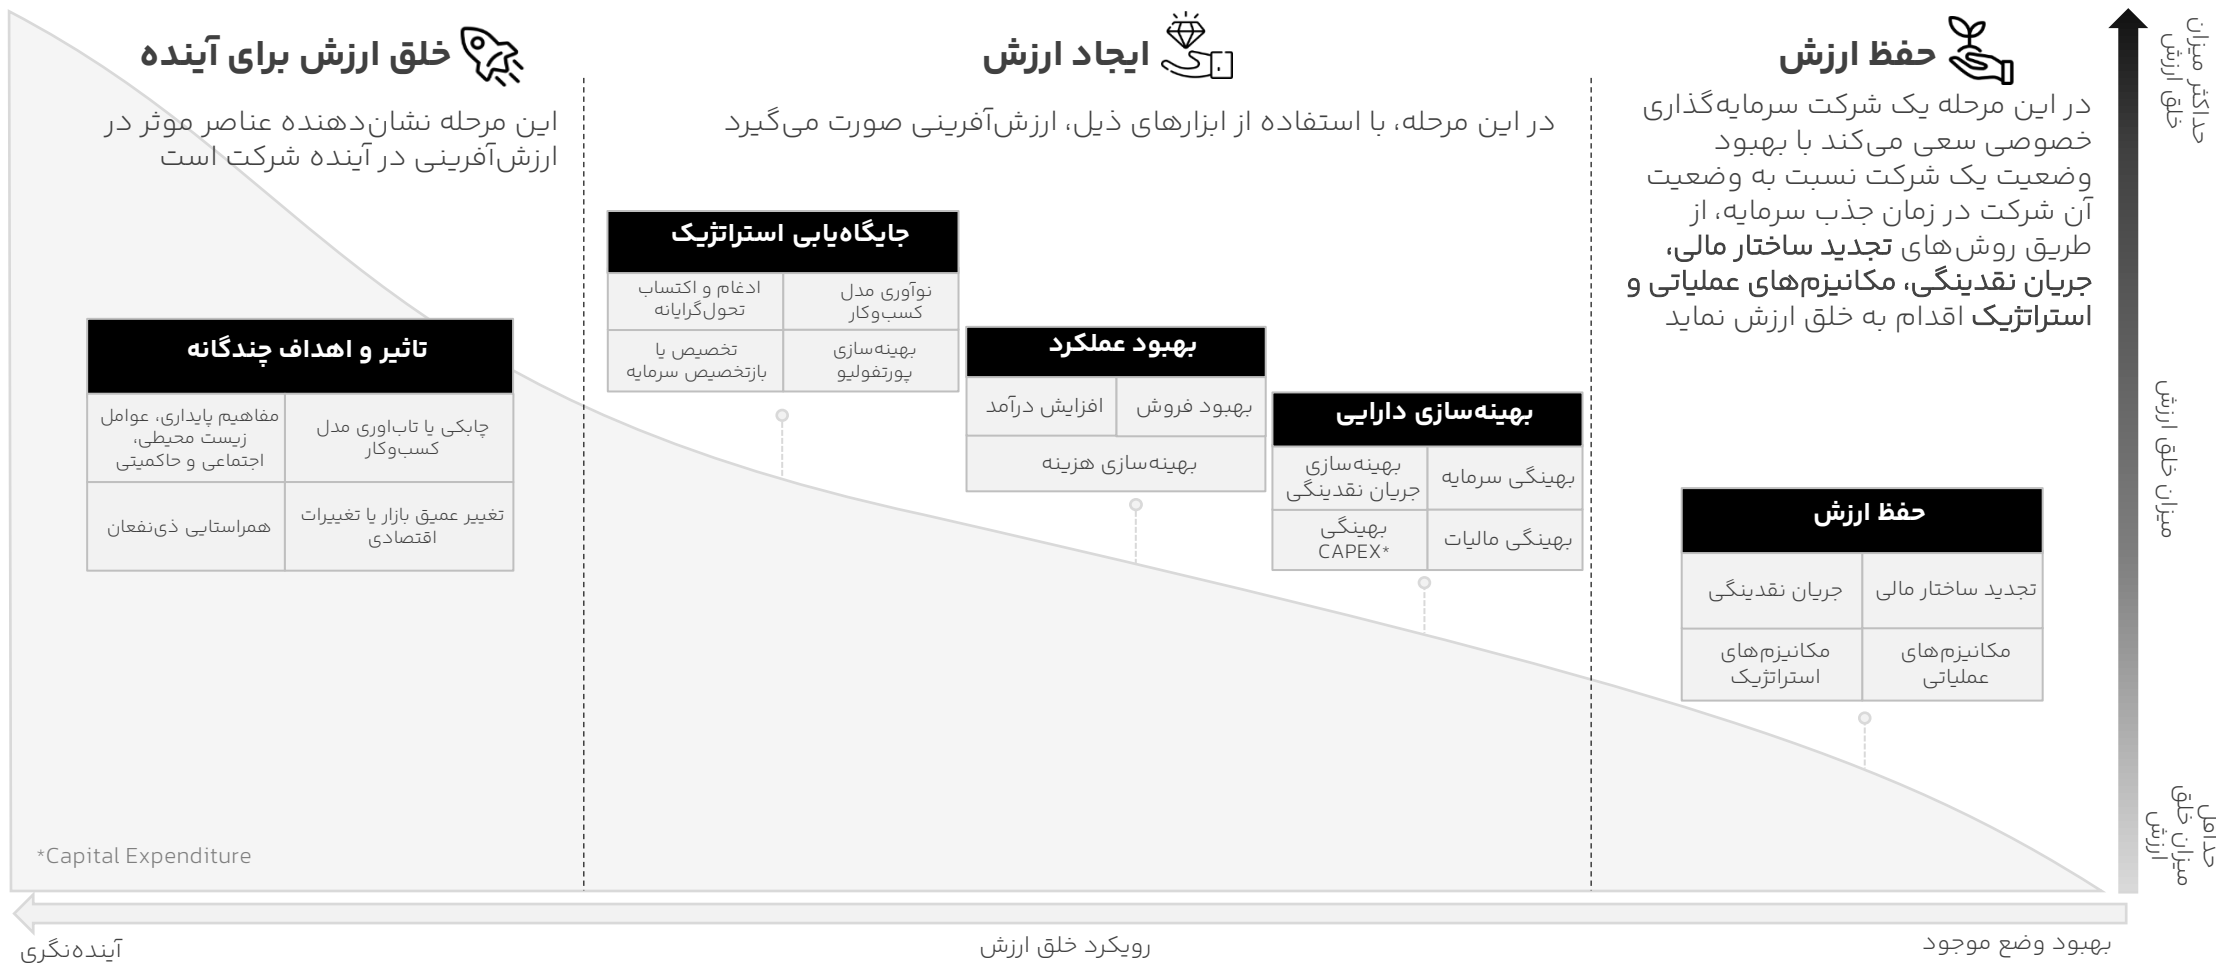 حفظ ارزش
در این مرحله یک شرکت سرمایه‌گذاری
خصوصی سعی می‌کند با بهبود
وضعیت یک شرکت نسبت به وضعیت
آن شرکت در زمان جذب سرمایه، از
طریق روش‌های تجدید ساختار مالی،
جریان نقدینگی، مکانیزم‌های عملیاتی و
استراتژیک اقدام به خلق ارزش نماید
حفظ ارزش
تجدید ساختار مالی
جریان نقدینگی
مکانیزم‌های
عملیاتی
مکانیزم‌های
استراتژیک
ایجاد ارزش
در این مرحله، با استفاده از ابزارهای ذیل، ارزش‌آفرینی صورت می‌گیرد
بهینه‌سازی دارایی
بهینگی سرمایه
بهینه‌سازی
جریان نقدینگی
بهینگی مالیات
بهینگی
CAPEX*
بهبود عملکرد
بهبود فروش
افزایش درآمد
بهینه‌سازی هزینه
جایگاه‌یابی استراتژیک
نوآوری مدل
کسب‌وکار
ادغام و اکتساب
تحول‌گرایانه
بهینه‌سازی
پورتفولیو
تخصیص یا
بازتخصیص سرمایه
خلق ارزش برای آینده
این مرحله نشان‌دهنده عناصر موثر در
ارزش‌آفرینی در آینده شرکت است
تاثیر و اهداف چندگانه
چابکی یا تاب‌اوری مدل
کسب‌وکار
مفاهیم پایداری، عوامل
زیست محیطی،
اجتماعی و حاکمیتی
تغییر عمیق بازار یا تغییرات
اقتصادی
همراستایی ذی‌نفعان
*Capital Expenditure
حداکثر میزان
خلق ارزش
میزان خلق ارزش
حداقل
میزان خلق
ارزش
بهبود وضع موجود
رویکرد خلق ارزش
آینده‌نگری